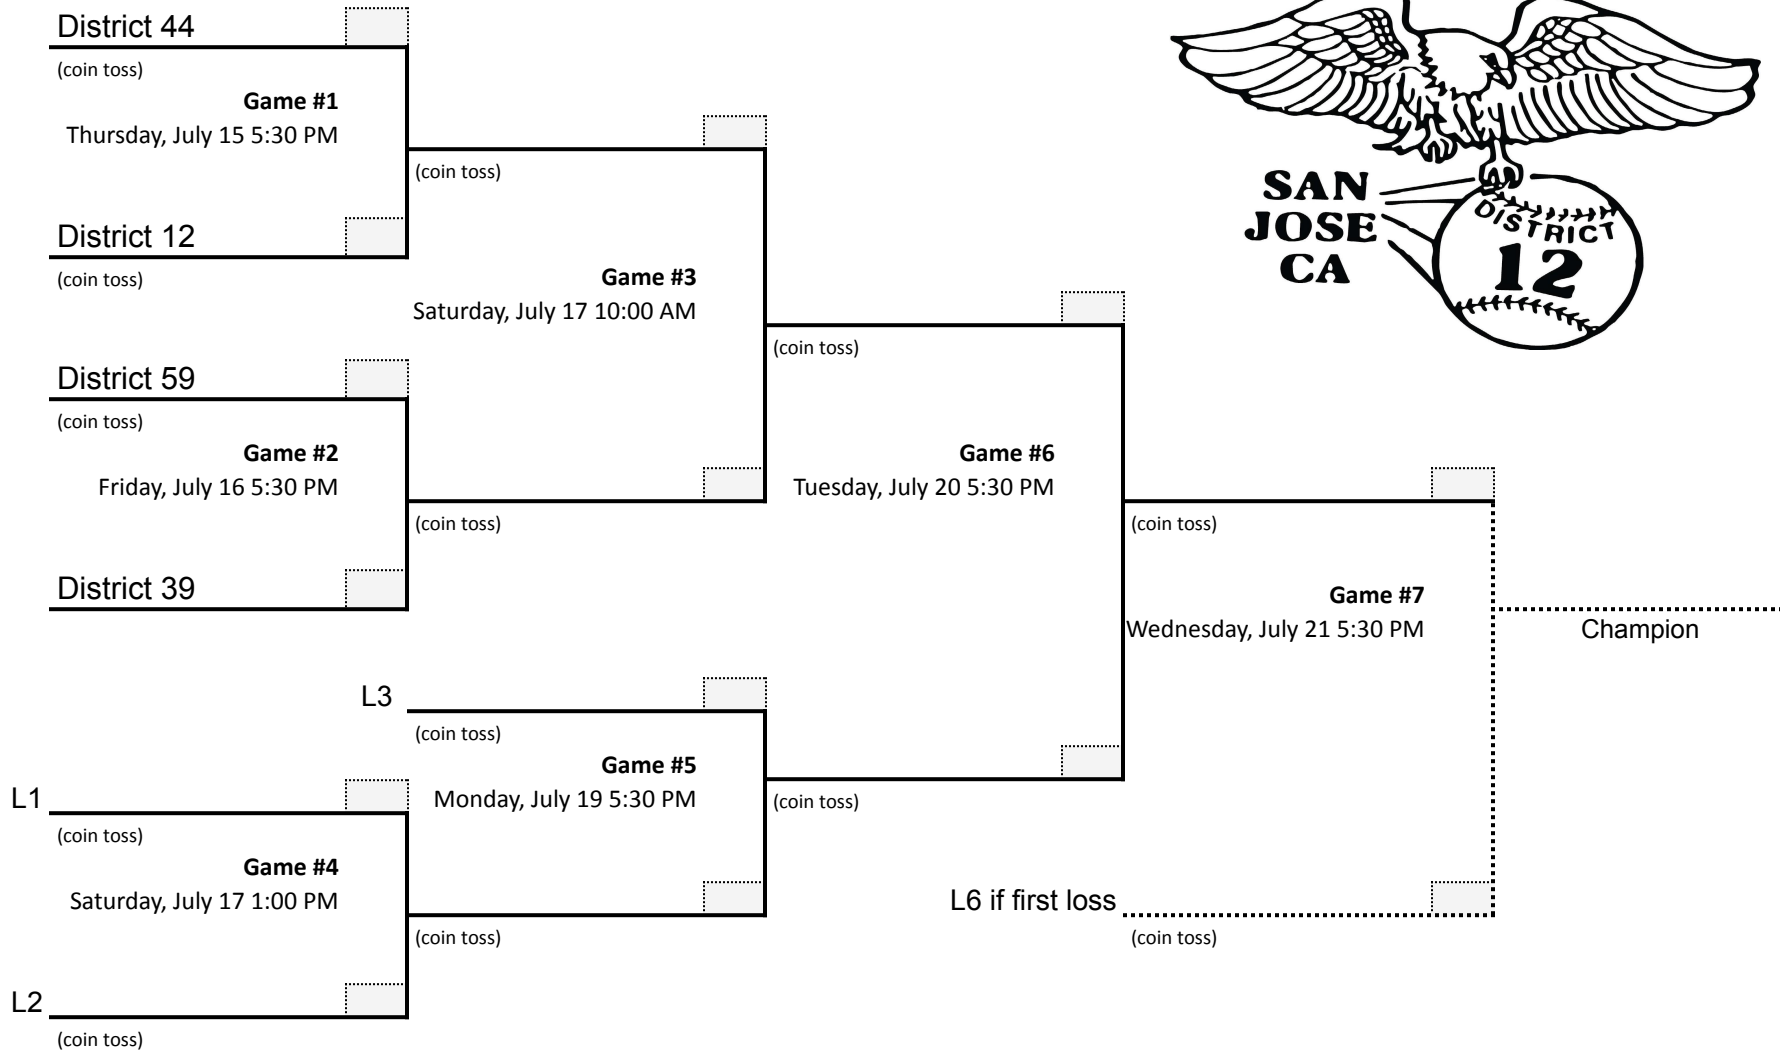 District 44
(coin toss)
Game #1
Thursday, July 15 5:30 PM
(coin toss)
District 12
(coin toss)
Game #3
Saturday, July 17 10:00 AM
(coin toss)
District 59
(coin toss)
Game #2
Friday, July 16 5:30 PM
(coin toss)
District 39
Game #6
Tuesday, July 20 5:30 PM
(coin toss)
Game #7
Wednesday, July 21 5:30 PM
Champion
L3
(coin toss)
Game #5
Monday, July 19 5:30 PM
(coin toss)
L1
(coin toss)
Game #4
Saturday, July 17 1:00 PM
(coin toss)
L6 if first loss
(coin toss)
L2
(coin toss)
SAN
JOSE
CA
DISTRICT
12